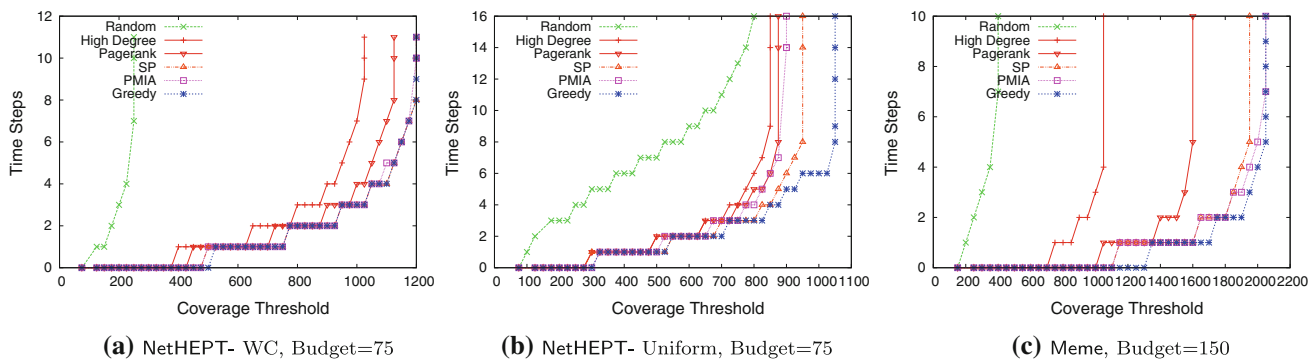 Time Steps
12
10
8
6
4
2
0
Random
High Degree
Pagerank
SP
PMIA
Greedy
0 200 400 600 800 1000 1200
Coverage Threshold
(a) NetHEPT- WC, Budget=75
Time Steps
16
14
12
10
8
6
4
2
0
Random
High Degree
Pagerank
SP
PMIA
Greedy
0 100 200 300 400 500 600 700 800 900 1000 1100
Coverage Threshold
(b) NetHEPT- Uniform, Budget=75
Time Steps
10
8
6
4
2
0
Random
High Degree
Pagerank
SP
PMIA
Greedy
0 200 400 600 800 1000 1200 1400 1600 1800 2000 2200
Coverage Threshold
(c) Meme, Budget=150